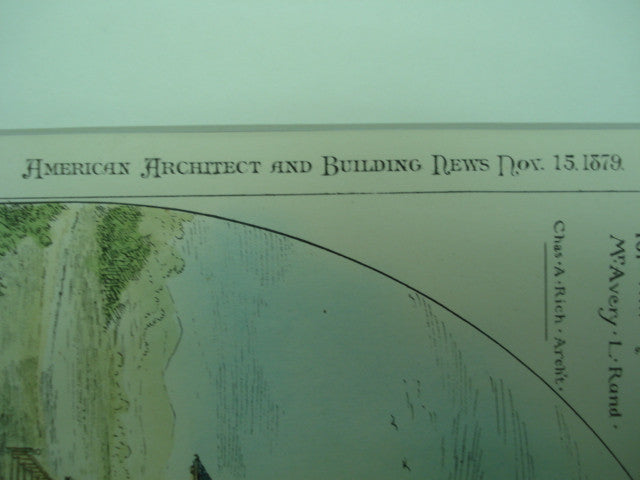 American Architect and Building News Nov. 15. 1879.
Mr. Avery · L · Rand ·
Chas · A · Rich · Archt ·